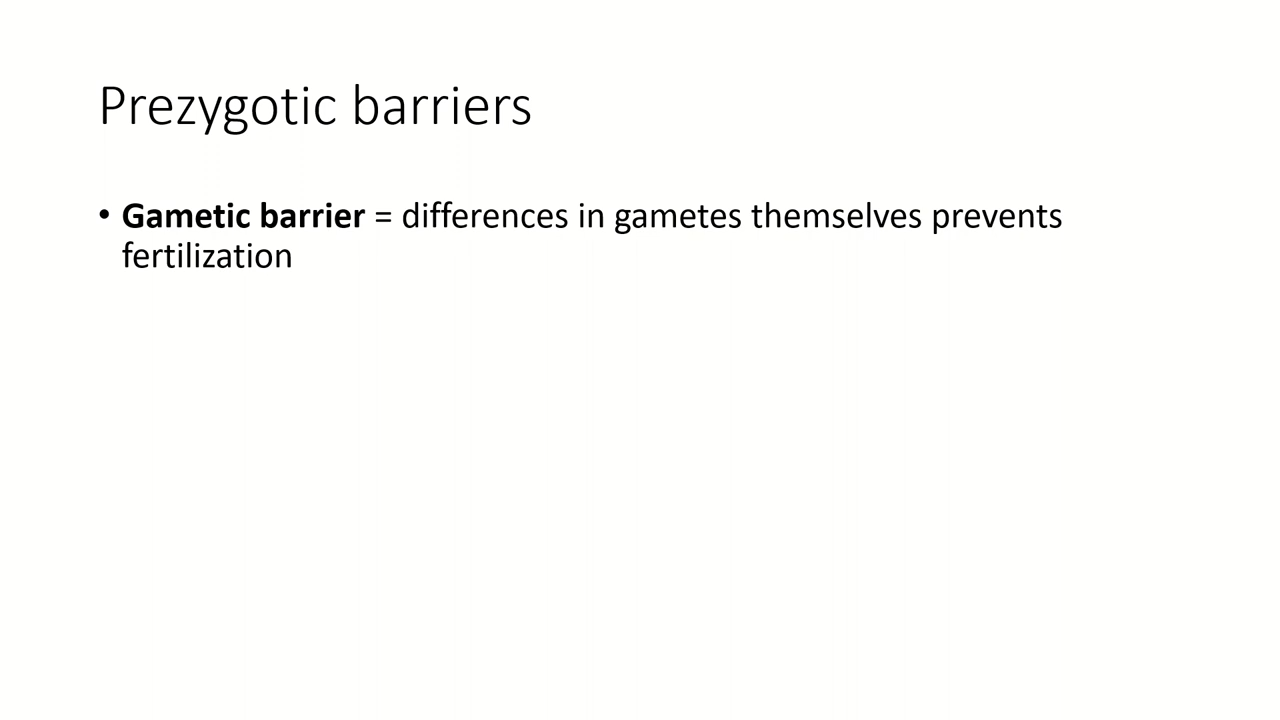 Prezygotic barriers
• Gametic barrier = differences in gametes themselves prevents
fertilization